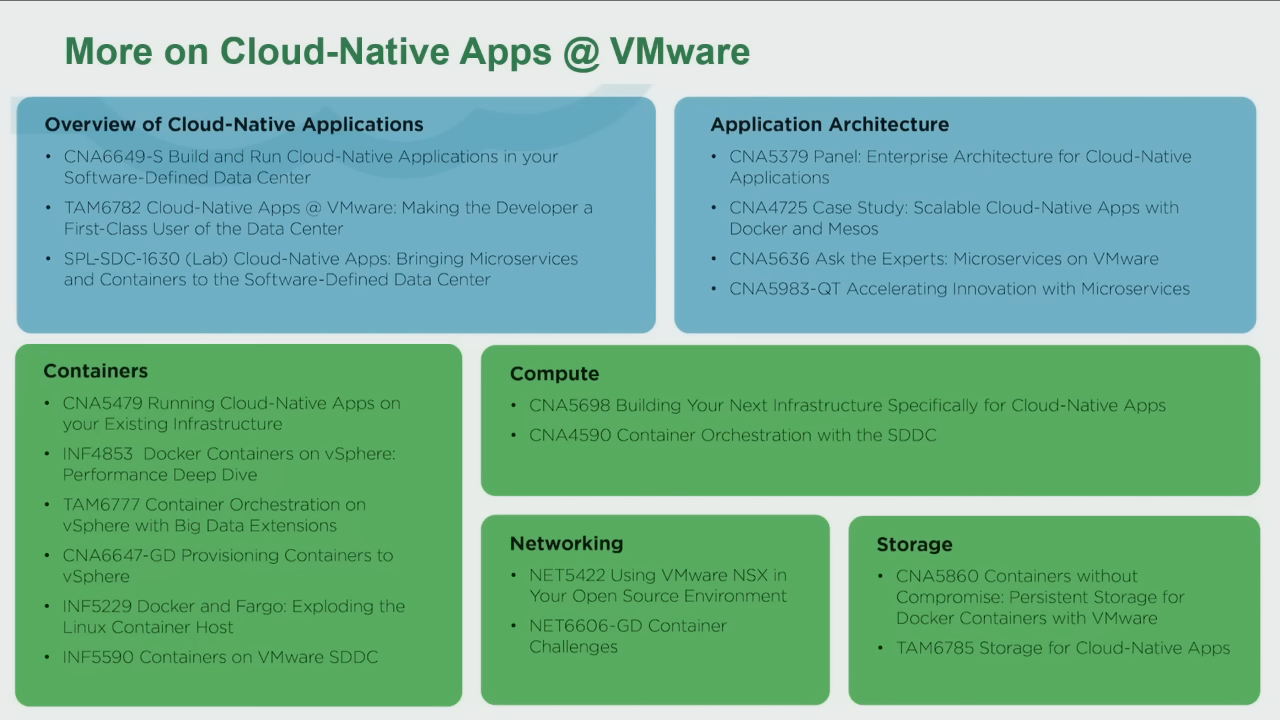 More on Cloud-Native Apps @ VMware
Overview of Cloud-Native Applications
• CNA6649-S Build and Run Cloud-Native Applications in your
Software-Defined Data Center
• TAM6782 Cloud-Native Apps @ VMware: Making the Developer a
First-Class User of the Data Center
• SPL-SDC-1630 (Lab) Cloud-Native Apps: Bringing Microservices
and Containers to the Software-Defined Data Center
Application Architecture
• CNA5379 Panel: Enterprise Architecture for Cloud-Native
Applications
• CNA4725 Case Study: Scalable Cloud-Native Apps with
Docker and Mesos
• CNA5636 Ask the Experts: Microservices on VMware
• CNA5983-QT Accelerating Innovation with Microservices
Containers
• CNA5479 Running Cloud-Native Apps on
your Existing Infrastructure
• INF4853 Docker Containers on vSphere:
Performance Deep Dive
• TAM6777 Container Orchestration on
vSphere with Big Data Extensions
• CNA6647-GD Provisioning Containers to
vSphere
• INF5229 Docker and Fargo: Exploding the
Linux Container Host
• INF5590 Containers on VMware SDDC
Compute
• CNA5698 Building Your Next Infrastructure Specifically for Cloud-Native Apps
• CNA4590 Container Orchestration with the SDDC
Networking
• NET5422 Using VMware NSX in
Your Open Source Environment
• NET6606-GD Container
Challenges
Storage
• CNA5860 Containers without
Compromise: Persistent Storage for
Docker Containers with VMware
• TAM6785 Storage for Cloud-Native Apps